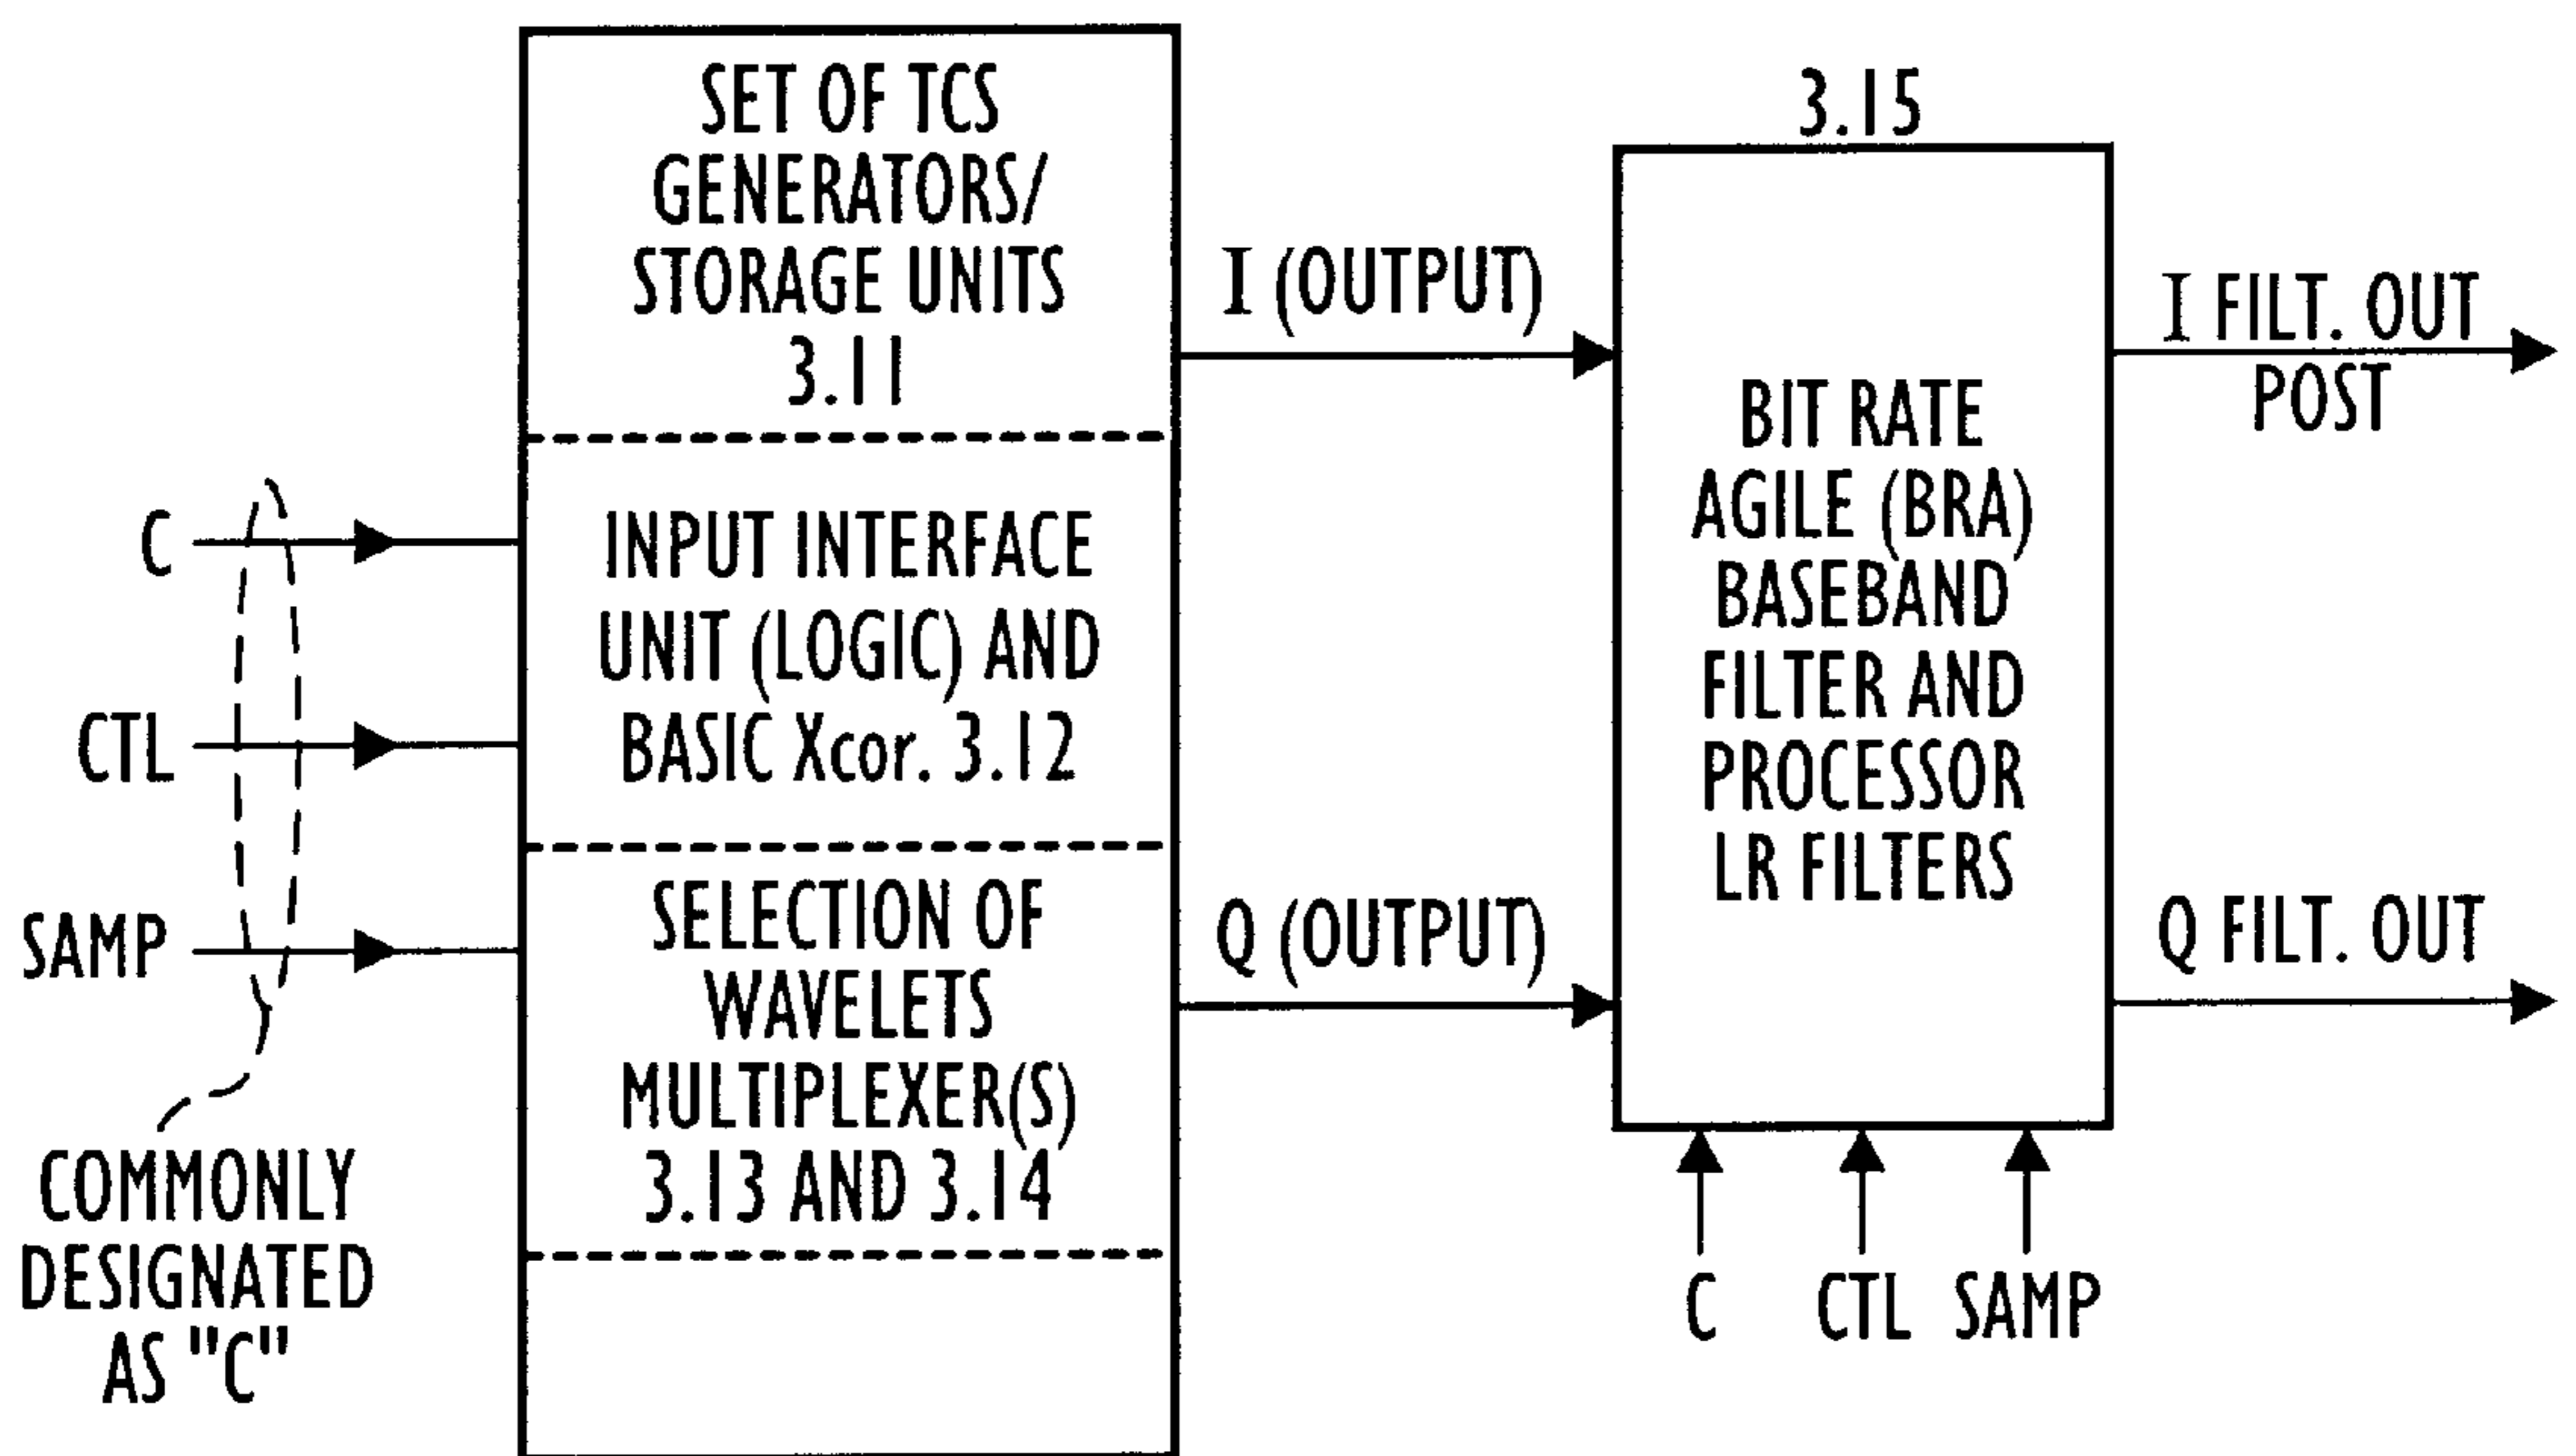 SET OF TCS
GENERATORS/
STORAGE UNITS
3.11
INPUT INTERFACE
UNIT (LOGIC) AND
BASIC Xcor. 3.12
SELECTION OF
WAVELETS
MULTIPLEXER(S)
3.13 AND 3.14
C
CTL
SAMP
COMMONLY
DESIGNATED
AS "C"
I (OUTPUT)
Q (OUTPUT)
3.15
BIT RATE
AGILE (BRA)
BASEBAND
FILTER AND
PROCESSOR
LR FILTERS
C CTL SAMP
I FILT. OUT
POST
Q FILT. OUT